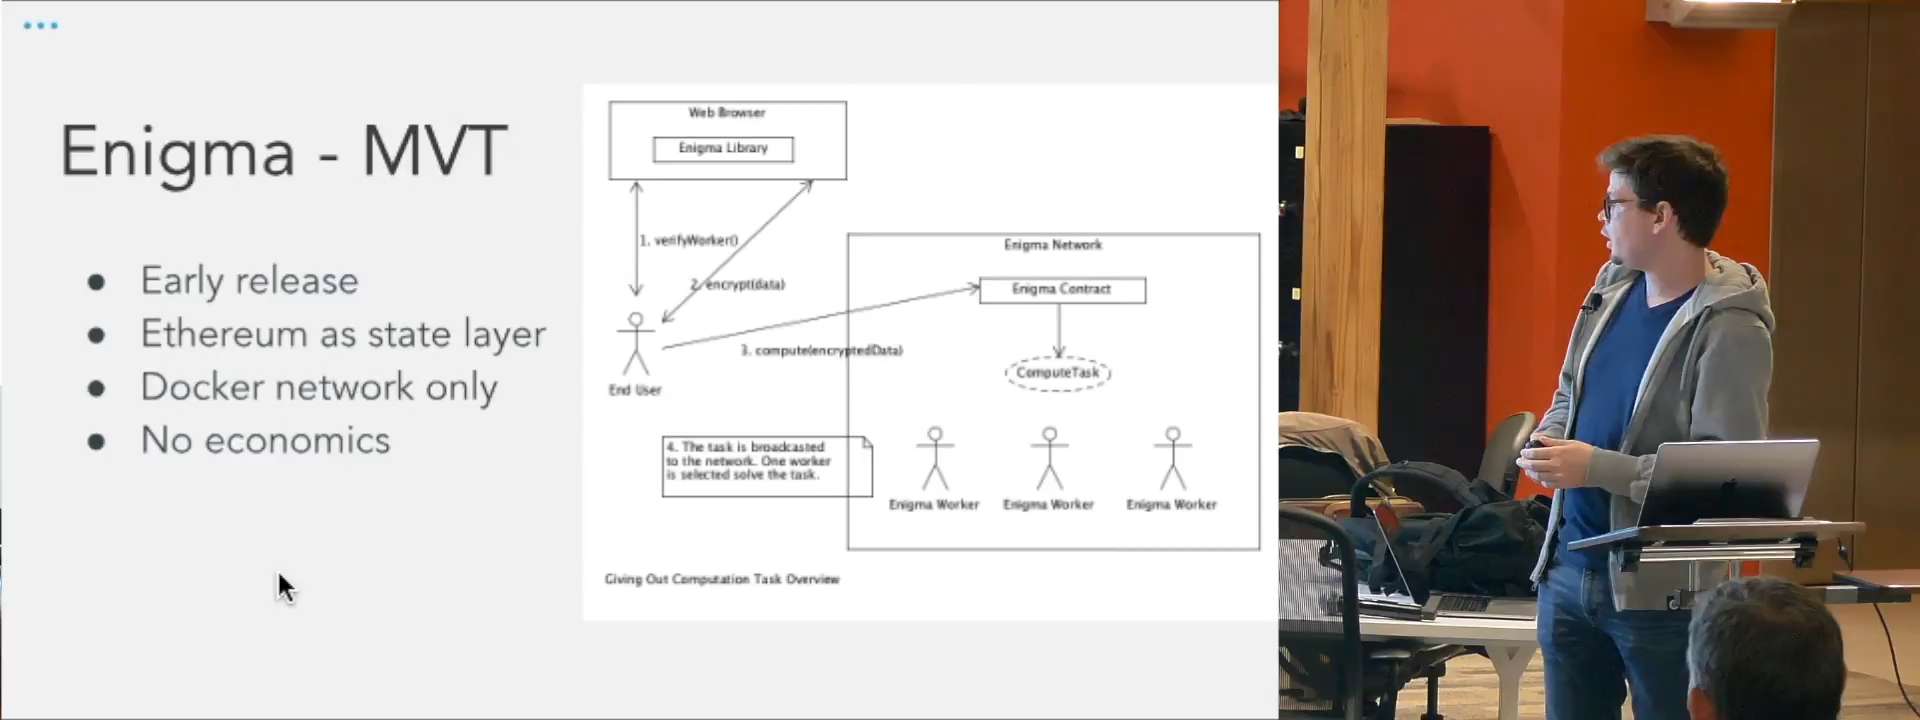 Enigma - MVT
● Early release
● Ethereum as state layer
● Docker network only
● No economics
Web Browser
Enigma Library
1. verifyWorker()
2. encrypt(data)
End User
3. compute(encryptedData)
Enigma Network
Enigma Contract
ComputeTask
4. The task is broadcasted
to the network. One worker
is selected solve the task.
Enigma Worker
Enigma Worker
Enigma Worker
Giving Out Computation Task Overview